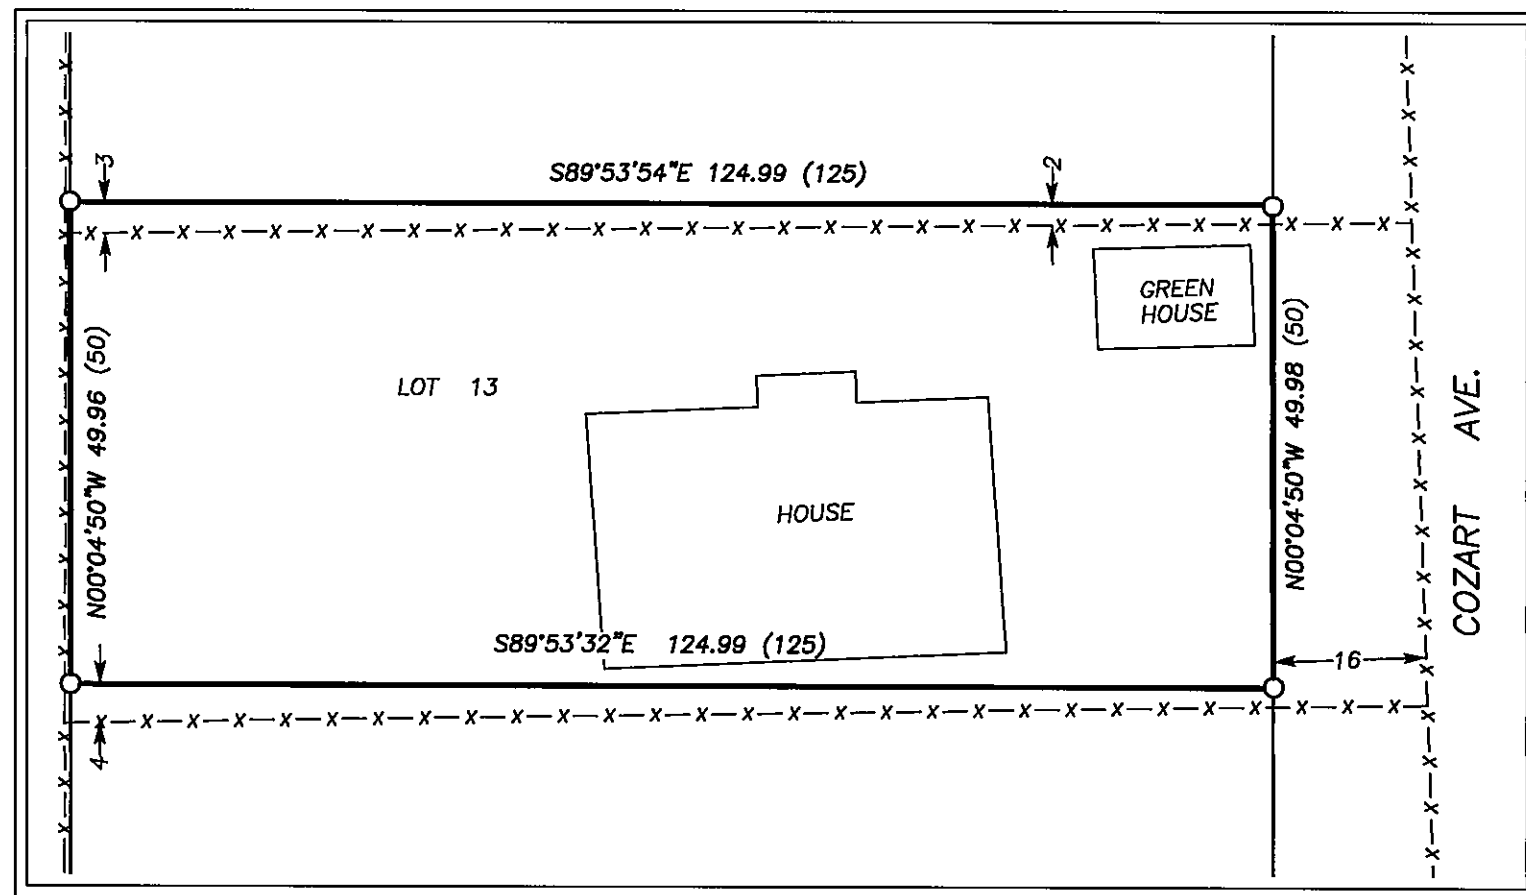 3
S89°53'54"E 124.99 (125)
2
GREEN
HOUSE
N00°04'50"W 49.96 (50)
LOT 13
N00°04'50"W 49.98 (50)
HOUSE
COZART AVE.
S89°53'32"E 124.99 (125)
16
4